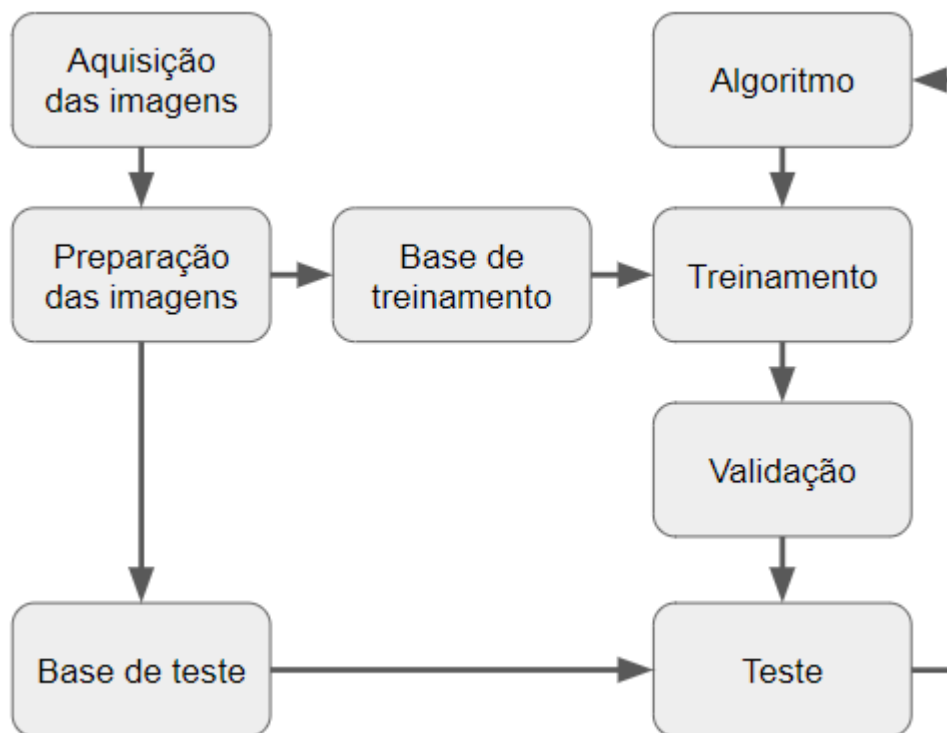 Aquisição
das imagens
Algoritmo
Preparação
das imagens
Base de
treinamento
Treinamento
Validação
Base de teste
Teste